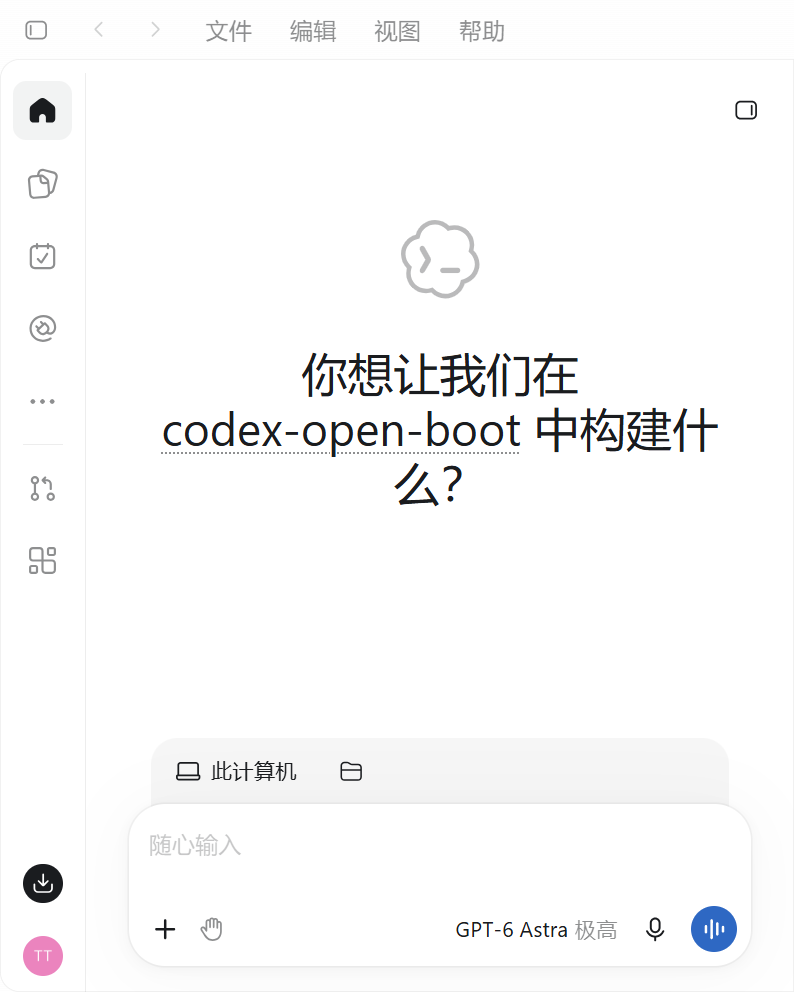 文件 编辑 视图 帮助
你想让我们在
codex-open-boot 中构建什
么？
此计算机
随心输入
GPT-6 Astra 极高
TT